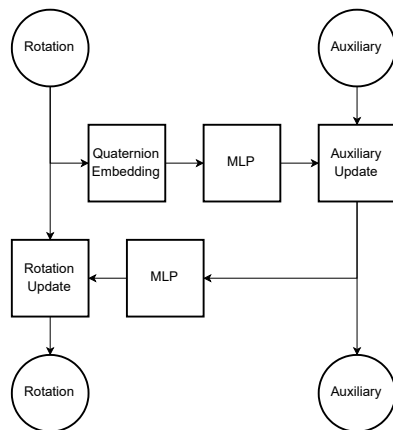 Rotation
Auxiliary
Quaternion
Embedding
MLP
Auxiliary
Update
Rotation
Update
MLP
Rotation
Auxiliary